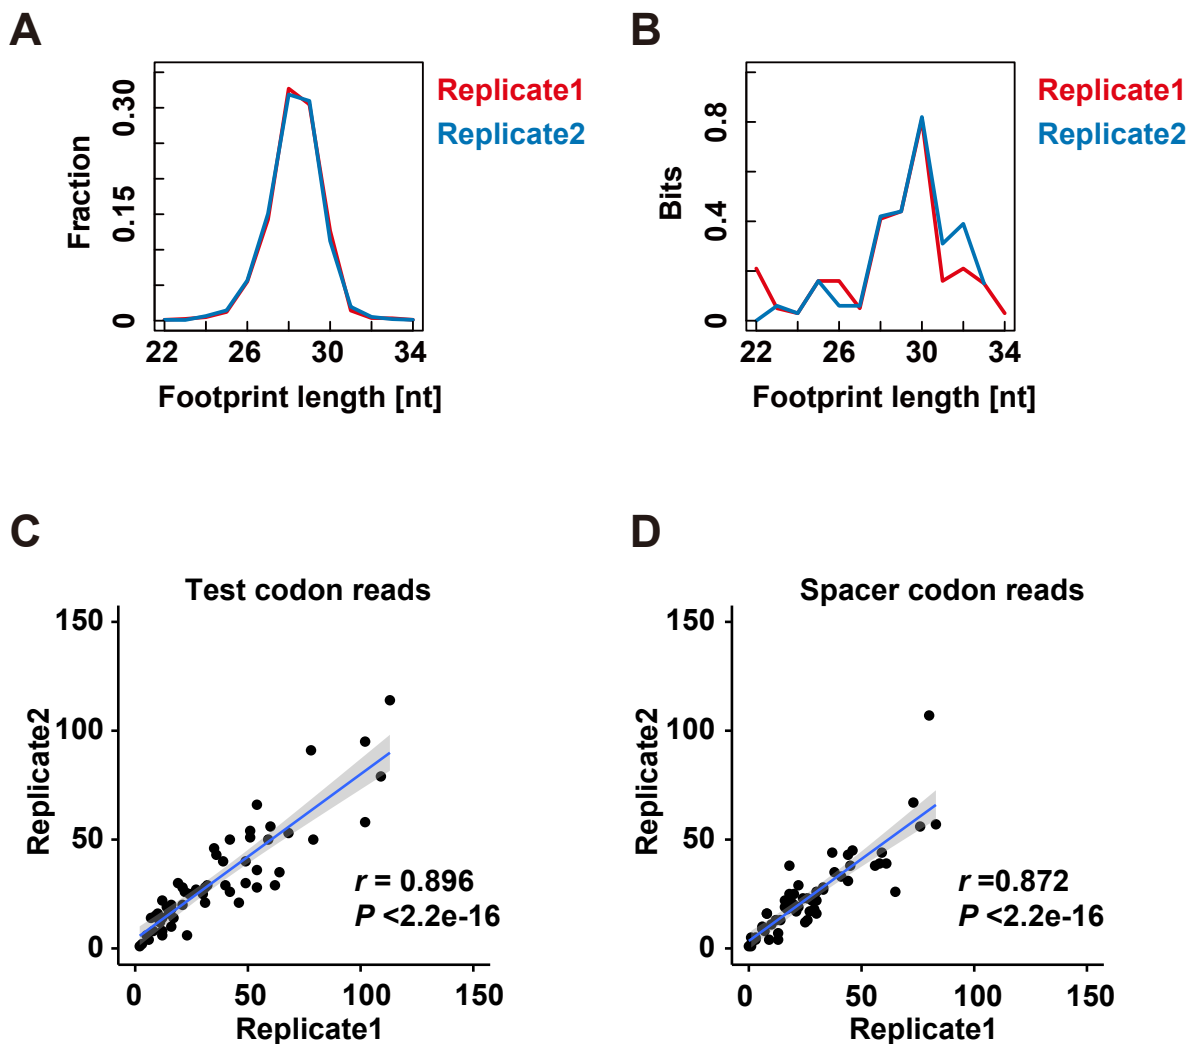 A
Replicate1
Replicate2
Fraction
0.30
0.15
0
22 26 30 34
Footprint length [nt]
B
Replicate1
Replicate2
Bits
0.8
0.4
0
22 26 30 34
Footprint length [nt]
C
Test codon reads
Replicate2
150
100
50
0
r = 0.896
P <2.2e-16
0 50 100 150
Replicate1
D
Spacer codon reads
Replicate2
150
100
50
0
r =0.872
P <2.2e-16
0 50 100 150
Replicate1